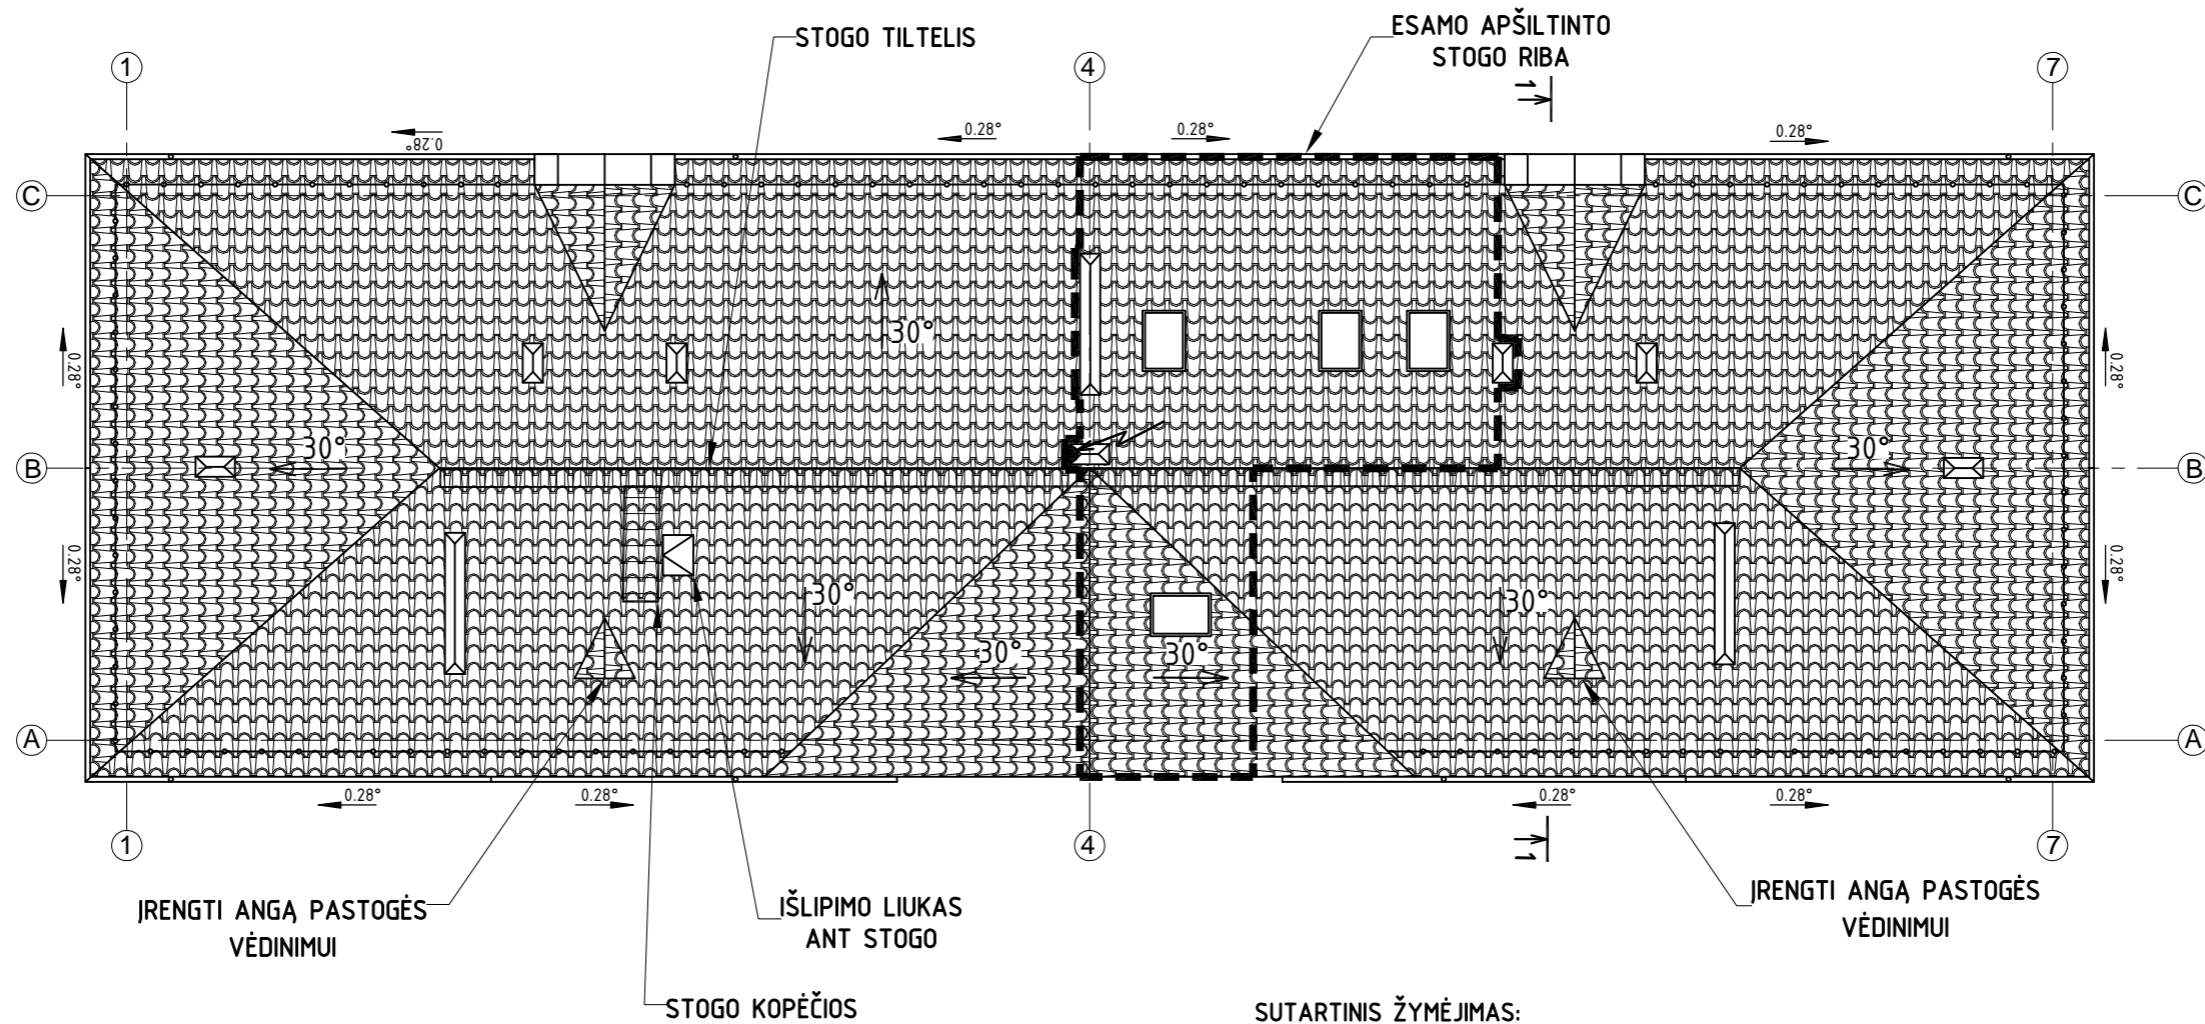 STOGO TILTELIS
ESAMO APŠILTINTO
STOGO RIBA
1
4
7
1
0.28°
0.28°
0.28°
0.28°
C
C
30°
0.28°
0.28°
30°
B
30°
B
0.28°
0.28°
30°
30°
30°
30°
A
A
0.28°
0.28°
0.28°
0.28°
1
4
1
7
ĮRENGTI ANGĄ PASTOGĖS
VĖDINIMUI
IŠLIPIMO LIUKAS
ANT STOGO
ĮRENGTI ANGĄ PASTOGĖS
VĖDINIMUI
STOGO KOPĖČIOS
SUTARTINIS ŽYMĖJIMAS: